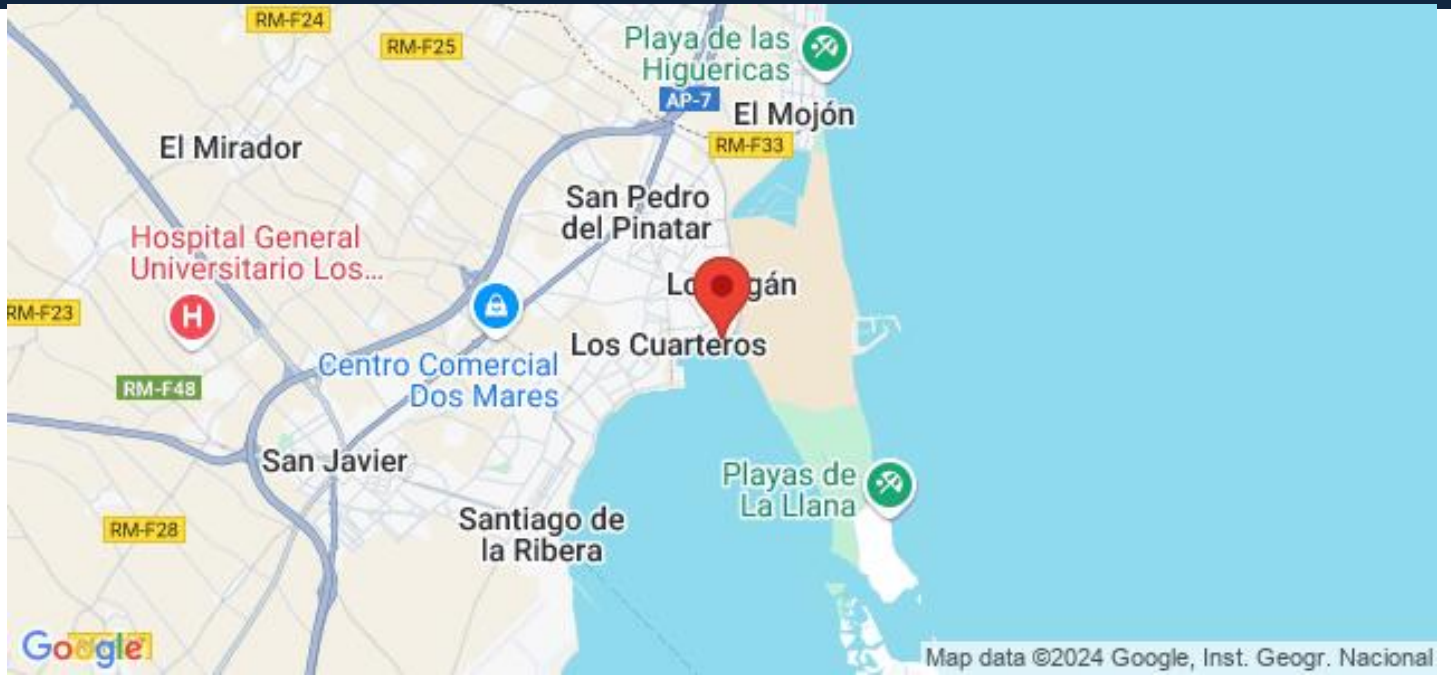 RM-F24
RM-F25
Playa de las
Higuericas
AP-7
El Mojón
RM-F33
El Mirador
San Pedro
del Pinatar
Hospital General
Universitario Los...
H
RM-F23
Los Cuarteros
Centro Comercial
Dos Mares
RM-F48
San Javier
Playas de
La Llana
Santiago de
la Ribera
RM-F28
Google
Map data ©2024 Google, Inst. Geogr. Nacional